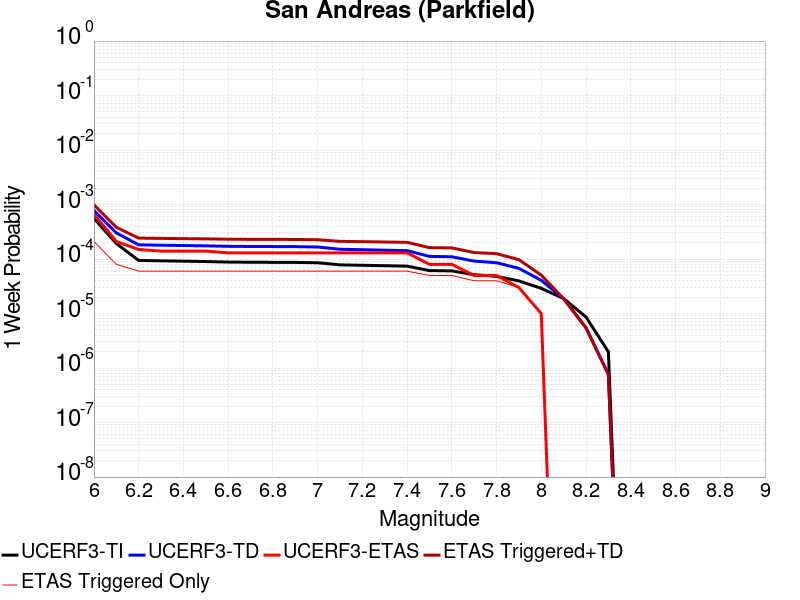 San Andreas (Parkfield)
10^0
10^-1
10^-2
10^-3
10^-4
10^-5
10^-6
10^-7
10^-8
1 Week Probability
6 6.2 6.4 6.6 6.8 7 7.2 7.4 7.6 7.8 8 8.2 8.4 8.6 8.8 9
Magnitude
UCERF3-TI UCERF3-TD UCERF3-ETAS ETAS Triggered+TD
ETAS Triggered Only